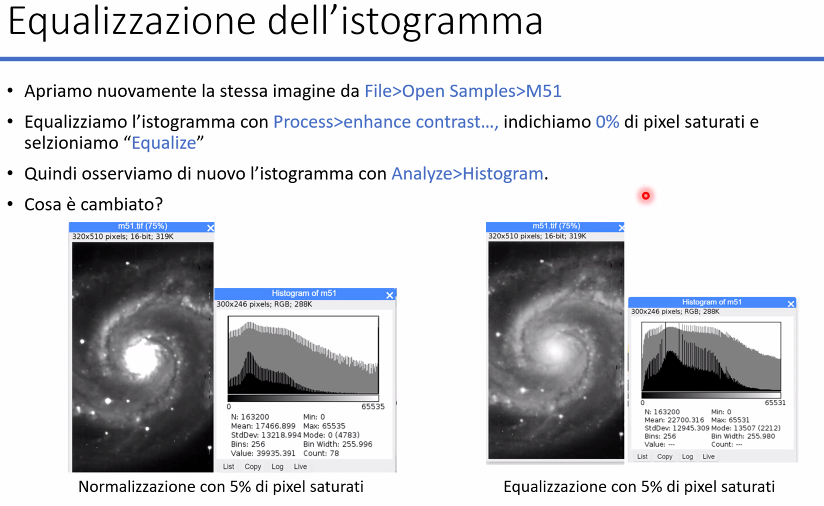 Equalizzazione dell’istogramma
• Apriamo nuovamente la stessa imagine da File>Open Samples>M51
• Equalizziamo l’istogramma con Process>enhance contrast..., indichiamo 0% di pixel saturati e
selzioniamo “Equalize”
• Quindi osserviamo di nuovo l’istogramma con Analyze>Histogram.
• Cosa è cambiato?
m51.tif (75%)
320x510 pixels; 16-bit; 319K
Histogram of m51
300x246 pixels; RGB; 288K
0 65535
N: 163200 Min: 0
Mean: 17466.899 Max: 65535
StdDev: 13218.994 Mode: 0 (4783)
Bins: 256 Bin Width: 255.996
Value: 39935.391 Count: 78
List Copy Log Live
Normalizzazione con 5% di pixel saturati
m51.tif (75%)
320x510 pixels; 16-bit; 319K
Histogram of m51
300x246 pixels; RGB; 288K
0 65531
N: 163200 Min: 0
Mean: 22700.316 Max: 65531
StdDev: 12945.309 Mode: 13507 (2212)
Bins: 256 Bin Width: 255.980
Value: --- Count: ---
List Copy Log Live
Equalizzazione con 5% di pixel saturati